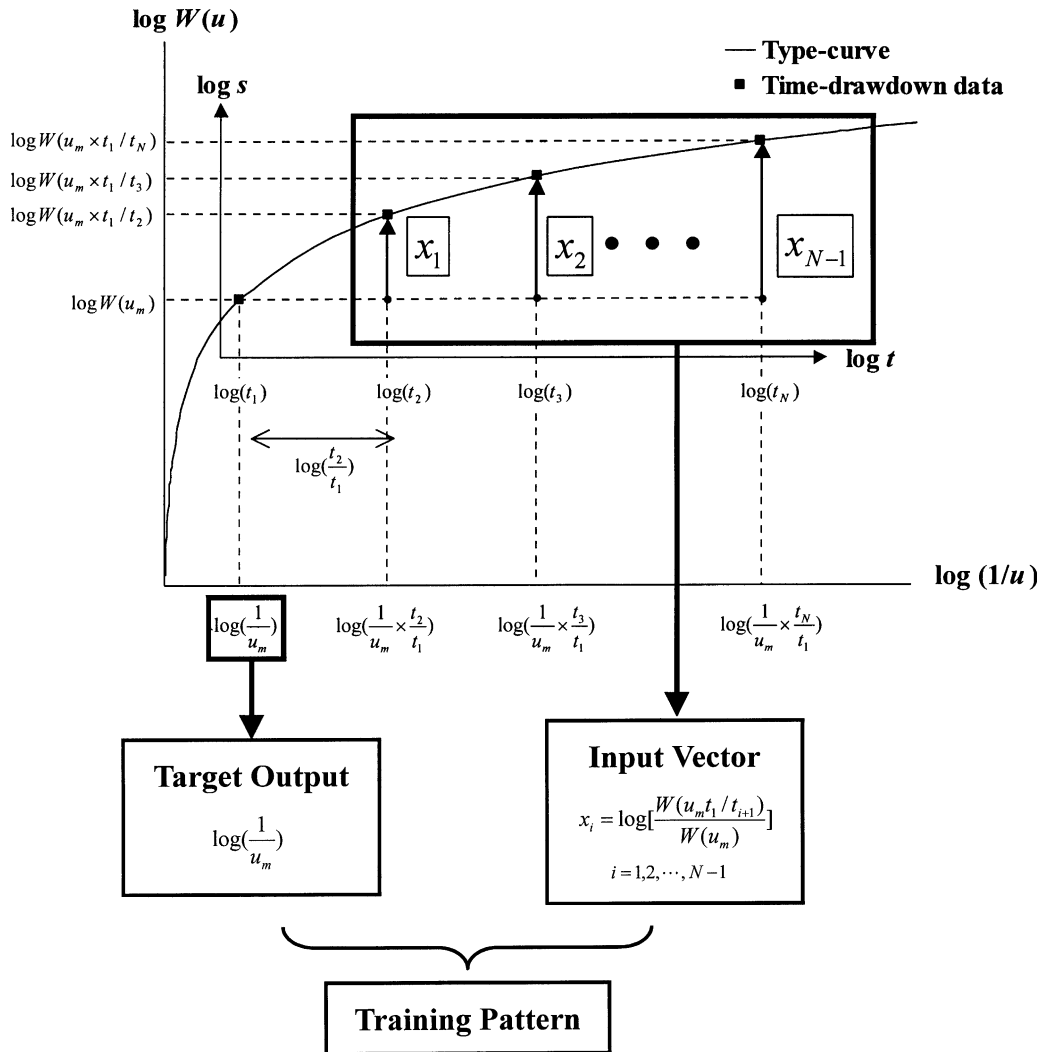 log W(u)
Type-curve
Time-drawdown data
log s
log W(u_m × t_1 / t_N)
log W(u_m × t_1 / t_3)
log W(u_m × t_1 / t_2)
x_1
x_2
• • •
x_{N-1}
log W(u_m)
log t
log(t_1)
log(t_2)
log(t_3)
log(t_N)
log(t_2/t_1)
log (1/u)
log(1/u_m)
log(1/u_m × t_2/t_1)
log(1/u_m × t_3/t_1)
log(1/u_m × t_N/t_1)
Target Output
log(1/u_m)
Input Vector
x_i = log[W(u_m t_1 / t_{i+1})/W(u_m)]
i = 1,2,⋯,N−1
Training Pattern